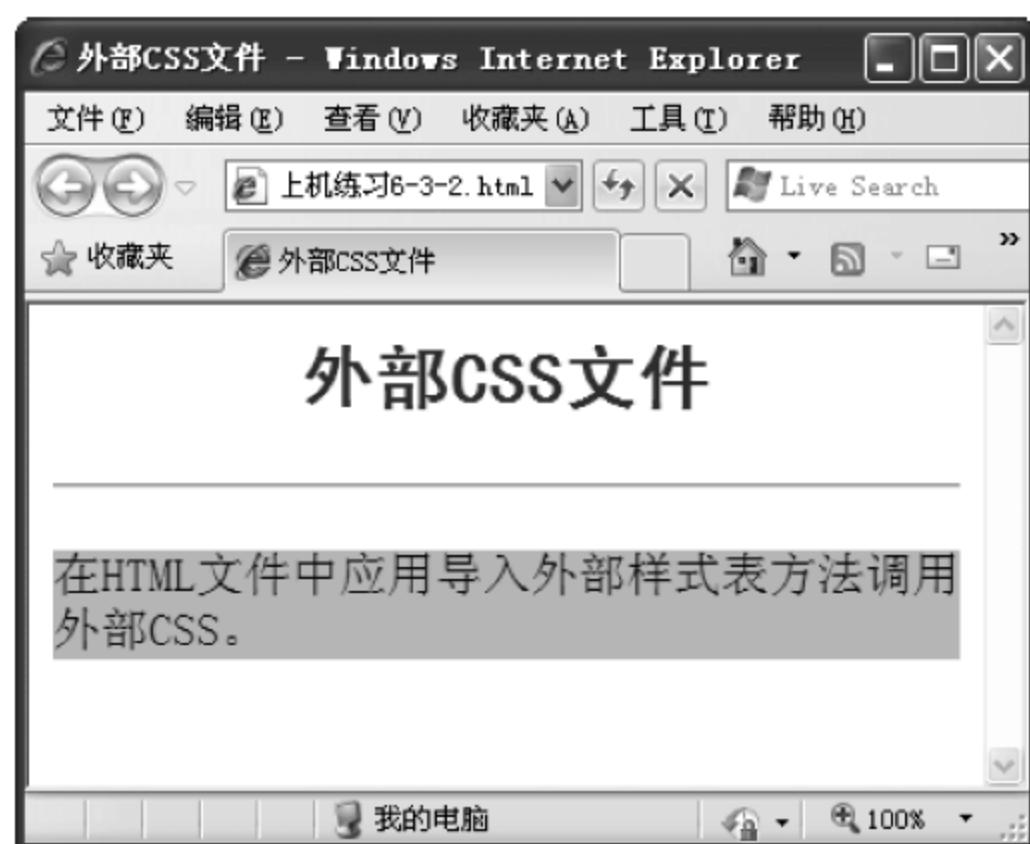 外部CSS文件 - Windows Internet Explorer
文件(F) 编辑(E) 查看(V) 收藏夹(A) 工具(T) 帮助(H)
上机练习6-3-2.html Live Search
收藏夹 外部CSS文件 »
外部CSS文件
在HTML文件中应用导入外部样式表方法调用
外部CSS。
我的电脑 100%